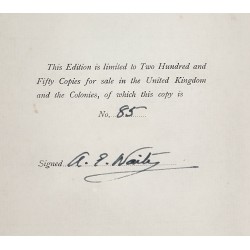 This Edition is limited to Two Hundred and
Fifty Copies for sale in the United Kingdom
and the Colonies, of which this copy is
No. 85
Signed A. E. Waite